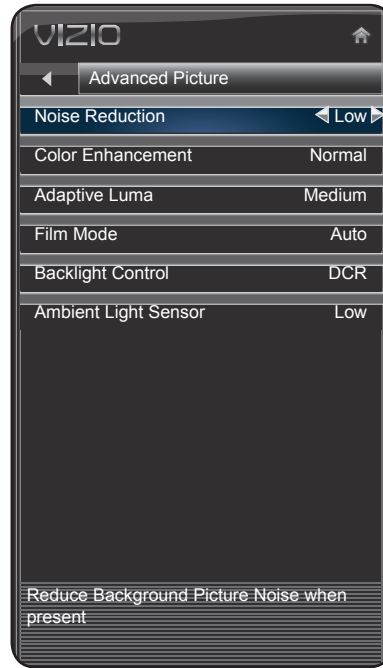 VIZIO
Advanced Picture
Noise Reduction Low
Color Enhancement Normal
Adaptive Luma Medium
Film Mode Auto
Backlight Control DCR
Ambient Light Sensor Low
Reduce Background Picture Noise when
present